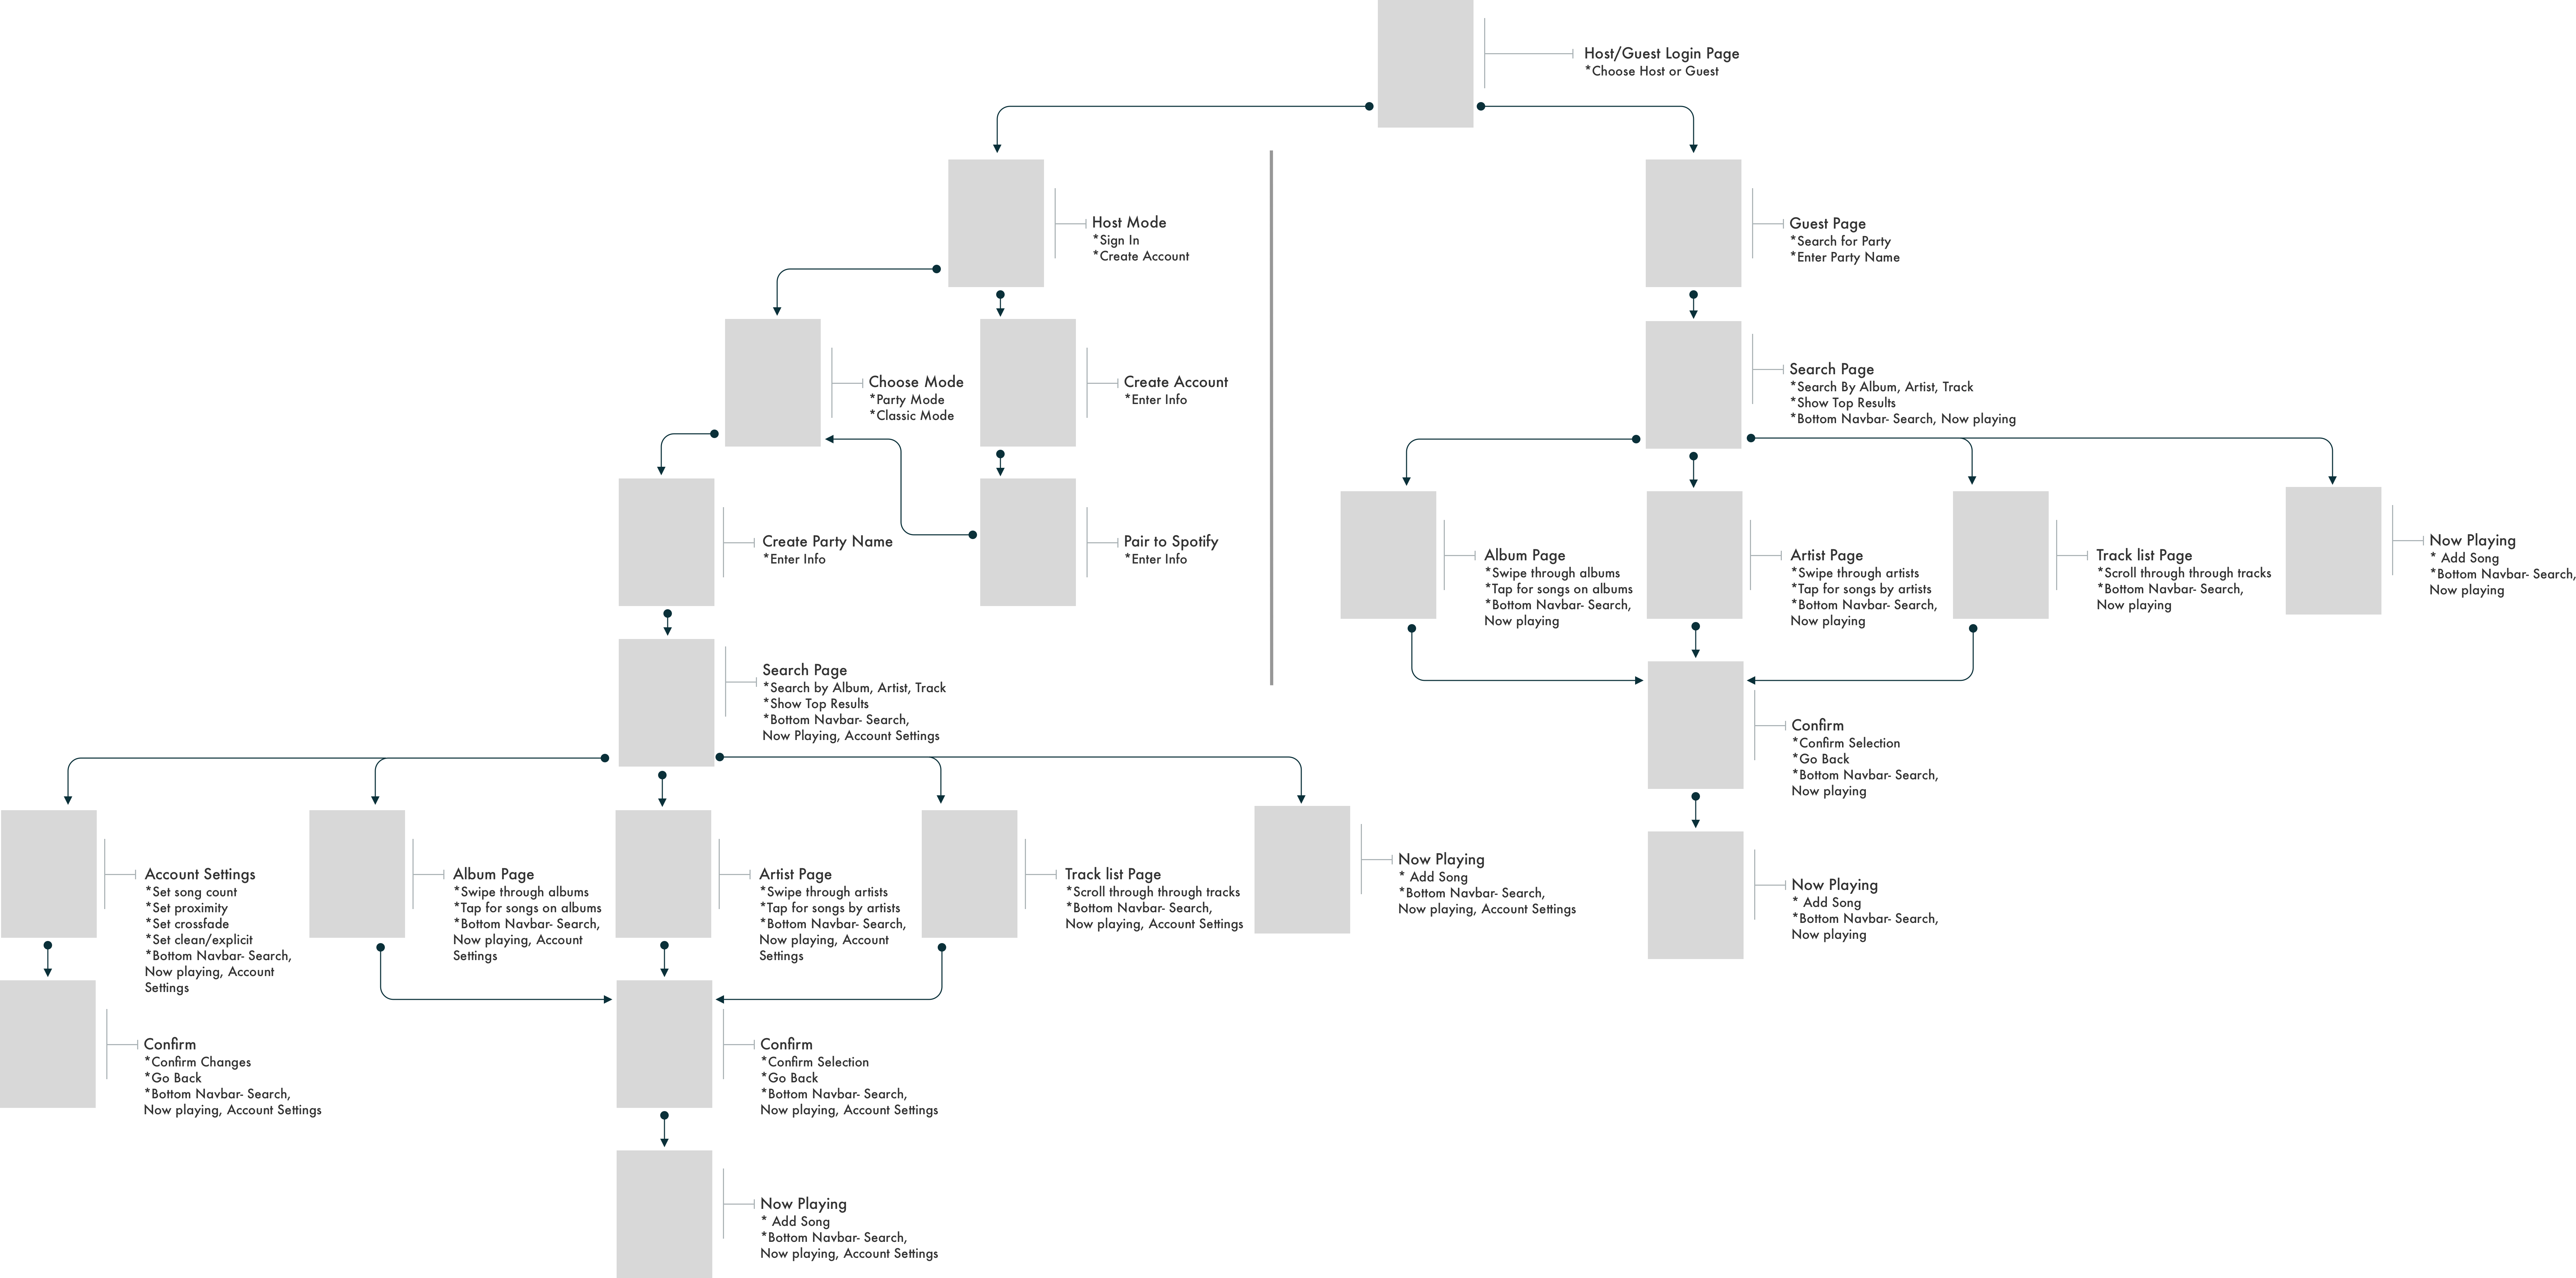 Host/Guest Login Page
*Choose Host or Guest
Host Mode
*Sign In
*Create Account
Guest Page
*Search for Party
*Enter Party Name
Choose Mode
*Party Mode
*Classic Mode
Create Account
*Enter Info
Search Page
*Search By Album, Artist, Track
*Show Top Results
*Bottom Navbar- Search, Now playing
Create Party Name
*Enter Info
Pair to Spotify
*Enter Info
Album Page
*Swipe through albums
*Tap for songs on albums
*Bottom Navbar- Search,
Now playing
Artist Page
*Swipe through artists
*Tap for songs by artists
*Bottom Navbar- Search,
Now playing
Track list Page
*Scroll through through tracks
*Bottom Navbar- Search,
Now playing
Now Playing
* Add Song
*Bottom Navbar- Search,
Now playing
Search Page
*Search by Album, Artist, Track
*Show Top Results
*Bottom Navbar- Search,
Now Playing, Account Settings
Confirm
*Confirm Selection
*Go Back
*Bottom Navbar- Search,
Now playing
Account Settings
*Set song count
*Set proximity
*Set crossfade
*Set clean/explicit
*Bottom Navbar- Search,
Now playing, Account
Settings
Album Page
*Swipe through albums
*Tap for songs on albums
*Bottom Navbar- Search,
Now playing, Account
Settings
Artist Page
*Swipe through artists
*Tap for songs by artists
*Bottom Navbar- Search,
Now playing, Account
Settings
Track list Page
*Scroll through through tracks
*Bottom Navbar- Search,
Now playing, Account Settings
Now Playing
* Add Song
*Bottom Navbar- Search,
Now playing, Account Settings
Now Playing
* Add Song
*Bottom Navbar- Search,
Now playing
Confirm
*Confirm Changes
*Go Back
*Bottom Navbar- Search,
Now playing, Account Settings
Confirm
*Confirm Selection
*Go Back
*Bottom Navbar- Search,
Now playing, Account Settings
Now Playing
* Add Song
*Bottom Navbar- Search,
Now playing, Account Settings